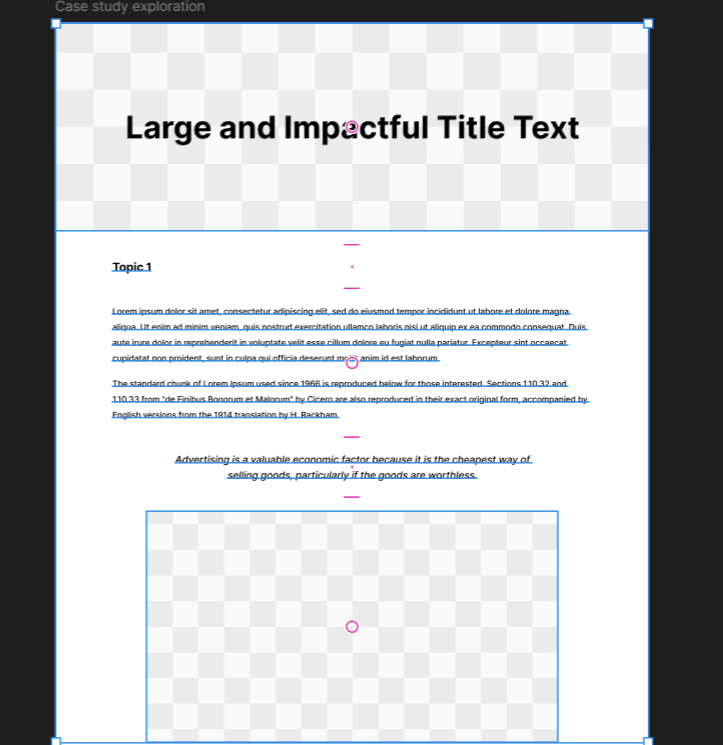 Case study exploration
Large and Impactful Title Text
Topic 1
Lorem ipsum dolor sit amet, consectetur adipiscing elit, sed do eiusmod tempor incididunt ut labore et dolore magna
aliqua. Ut enim ad minim veniam, quis nostrud exercitation ullamco laboris nisi ut aliquip ex ea commodo consequat. Duis
aute irure dolor in reprehenderit in voluptate velit esse cillum dolore eu fugiat nulla pariatur. Excepteur sint occaecat
cupidatat non proident, sunt in culpa qui officia deserunt mollit anim id est laborum.
The standard chunk of Lorem Ipsum used since 1966 is reproduced below for those interested. Sections 1.10.32 and
1.10.33 from "de Finibus Bonorum et Malorum" by Cicero are also reproduced in their exact original form, accompanied by
English versions from the 1914 translation by H. Rackham.
Advertising is a valuable economic factor because it is the cheapest way of
selling goods, particularly if the goods are worthless.